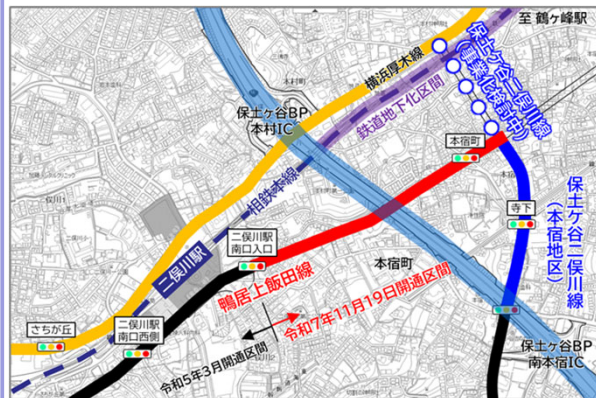 至 鶴ヶ峰駅
横浜厚木線
保土ヶ谷二俣川線
(事業化検討中)
鉄道地下化区間
保土ヶ谷BP
本村IC
本宿町
相鉄本線
寺下
保土ヶ谷二俣川線
(本宿地区)
二俣川駅
二俣川駅
南口入口
本宿町
鴨居上飯田線
令和7年11月19日開通区間
さちが丘
二俣川駅
南口西側
令和5年3月開通区間
保土ヶ谷BP
南本宿IC